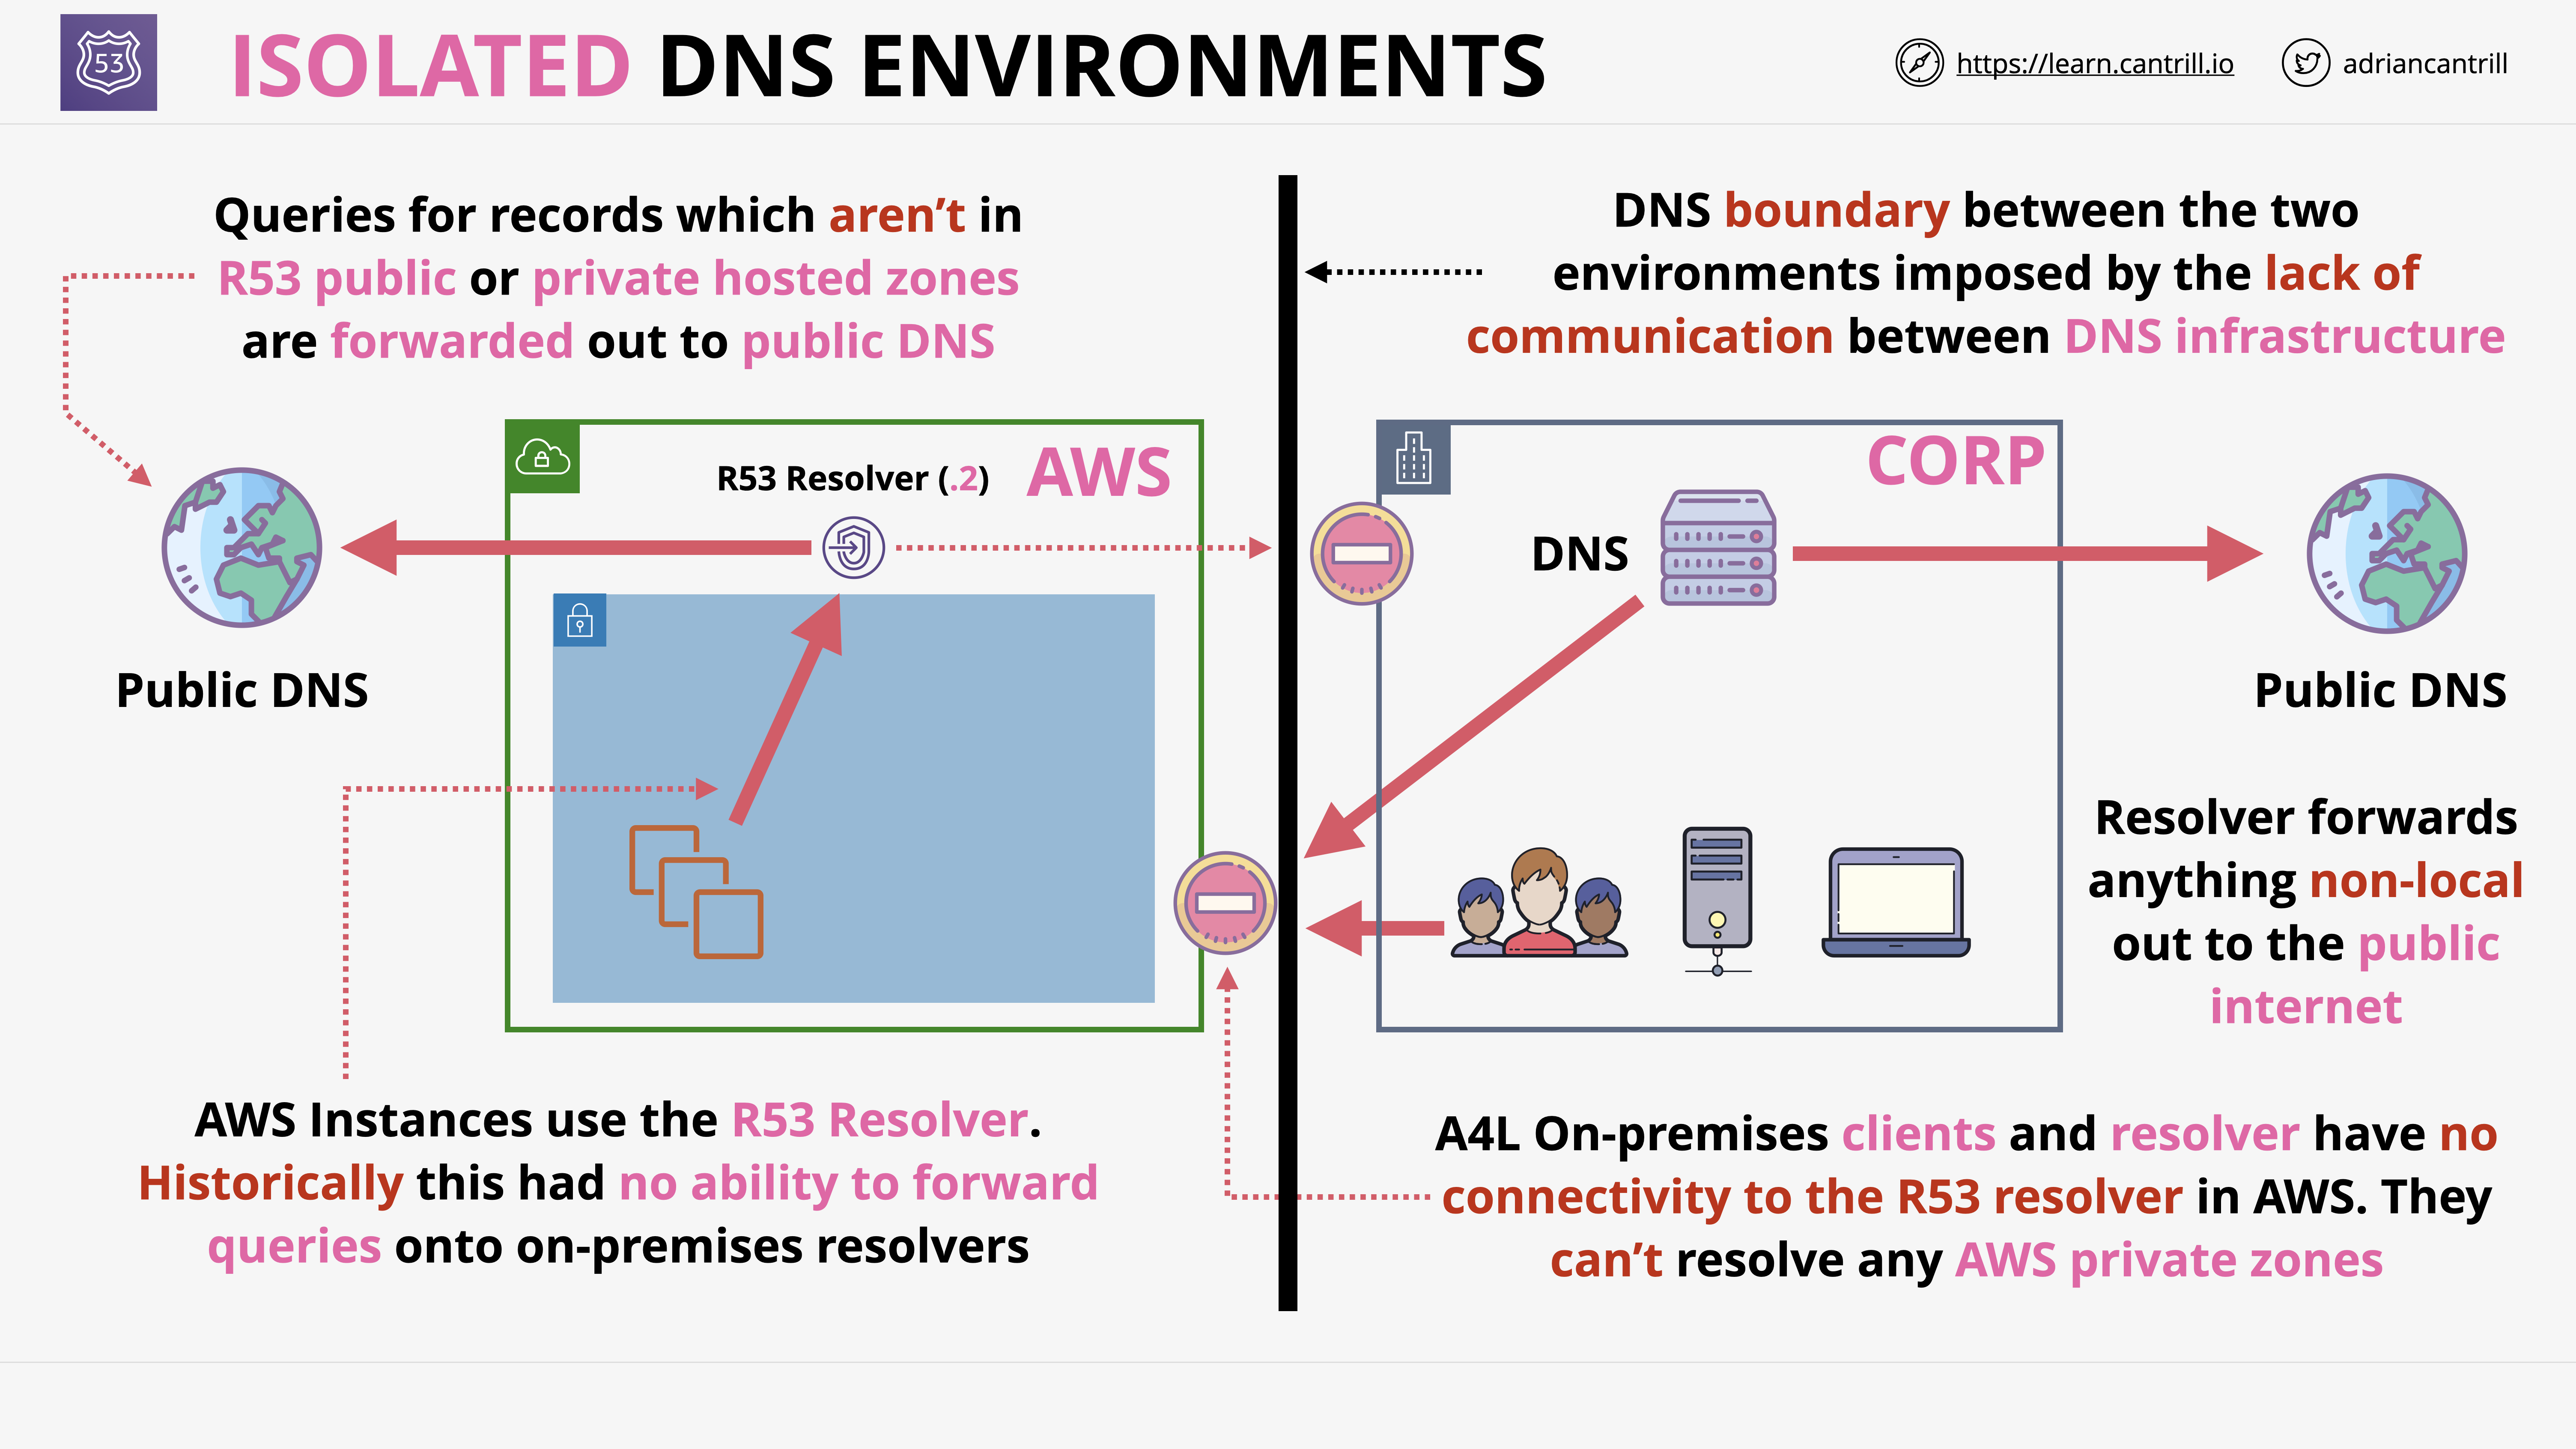 53
ISOLATED DNS ENVIRONMENTS
https://learn.cantrill.io
adriancantrill
Queries for records which aren’t in
R53 public or private hosted zones
are forwarded out to public DNS
DNS boundary between the two
environments imposed by the lack of
communication between DNS infrastructure
R53 Resolver (.2)
AWS
CORP
DNS
Public DNS
Public DNS
Resolver forwards
anything non-local
out to the public
internet
AWS Instances use the R53 Resolver.
Historically this had no ability to forward
queries onto on-premises resolvers
A4L On-premises clients and resolver have no
connectivity to the R53 resolver in AWS. They
can’t resolve any AWS private zones